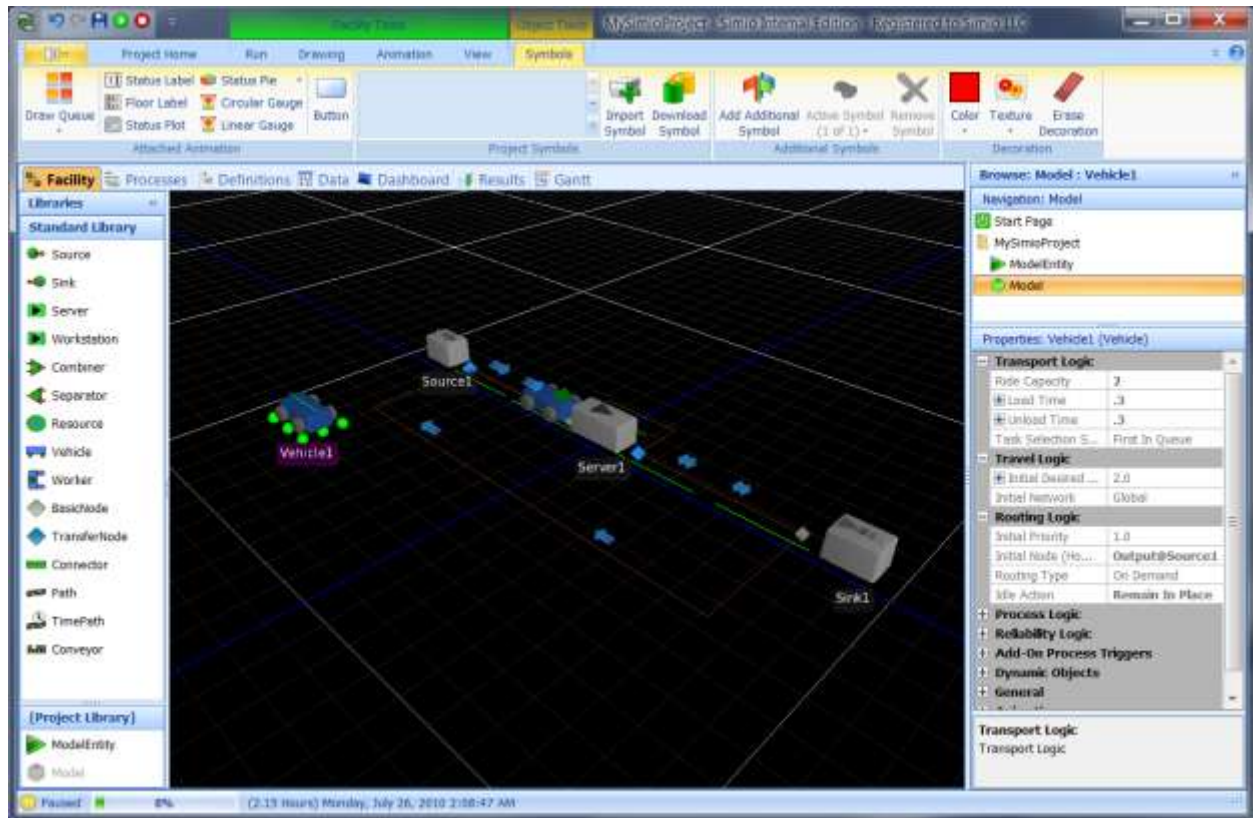 Facility Tools
Object Tools
MySimioProject - Simio Internal Edition - Registered to Simio LLC
Project Home
Run
Drawing
Animation
View
Symbols
Draw Queue
Status Label
Floor Label
Status Plot
Status Pie
Circular Gauge
Linear Gauge
Button
Import Symbol
Download Symbol
Add Additional Symbol
Active Symbol (1 of 1)
Remove Symbol
Color
Texture
Erase Decoration
Attached Animation
Project Symbols
Additional Symbols
Decoration
Facility
Processes
Definitions
Data
Dashboard
Results
Gantt
Libraries
Standard Library
Source
Sink
Server
Workstation
Combiner
Separator
Resource
Vehicle
Worker
BasicNode
TransferNode
Connector
Path
TimePath
Conveyor
[Project Library]
ModelEntity
Model
Source1
Vehicle1
Server1
Sink1
Browse: Model : Vehicle1
Navigation: Model
Start Page
MySimioProject
ModelEntity
Model
Properties: Vehicle1 (Vehicle)
Transport Logic
Ride Capacity 2
Load Time .3
Unload Time .3
Task Selection S... First In Queue
Travel Logic
Initial Desired ... 2.0
Initial Network Global
Routing Logic
Initial Priority 1.0
Initial Node (Ho... Output@Source1
Routing Type On Demand
Idle Action Remain In Place
Process Logic
Reliability Logic
Add-On Process Triggers
Dynamic Objects
General
Transport Logic
Transport Logic
Paused
8%
(2.15 Hours) Monday, July 26, 2010 2:08:47 AM